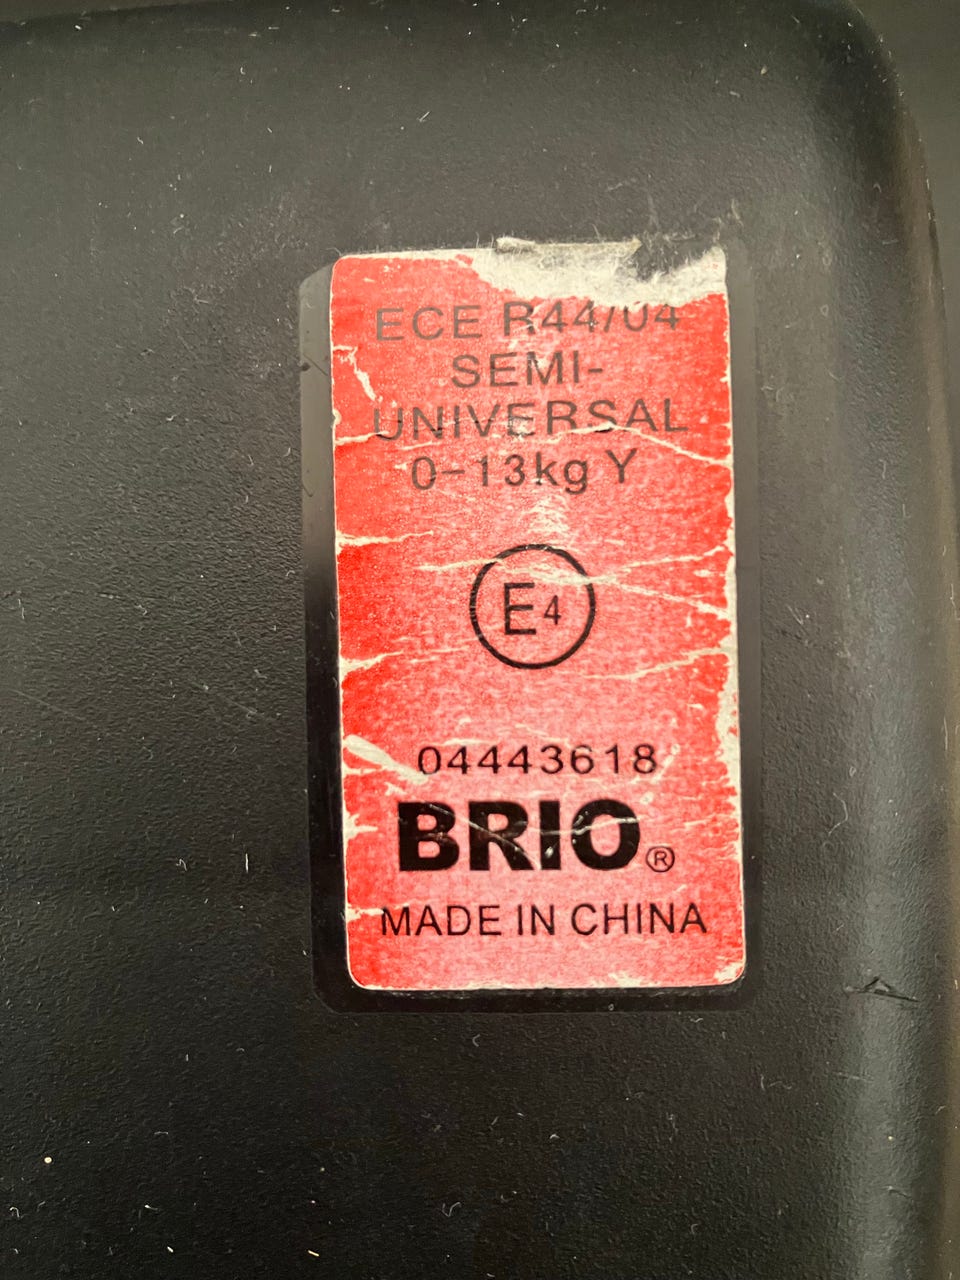 ECE R44/04
SEMI-
UNIVERSAL
0-13kg Y
E4
04443618
BRIO®
MADE IN CHINA